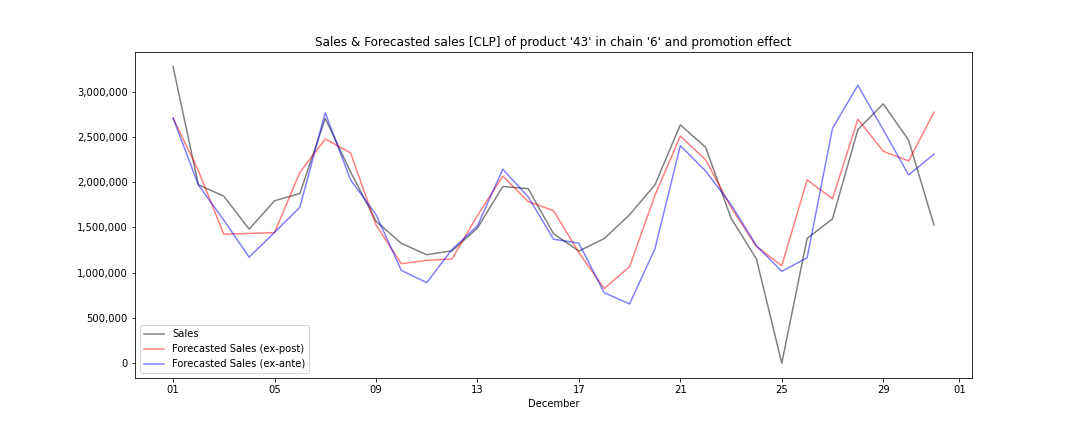 Sales & Forecasted sales [CLP] of product '43' in chain '6' and promotion effect
3,000,000
2,500,000
2,000,000
1,500,000
1,000,000
500,000
0
Sales
Forecasted Sales (ex-post)
Forecasted Sales (ex-ante)
01 05 09 13 17 21 25 29 01
December